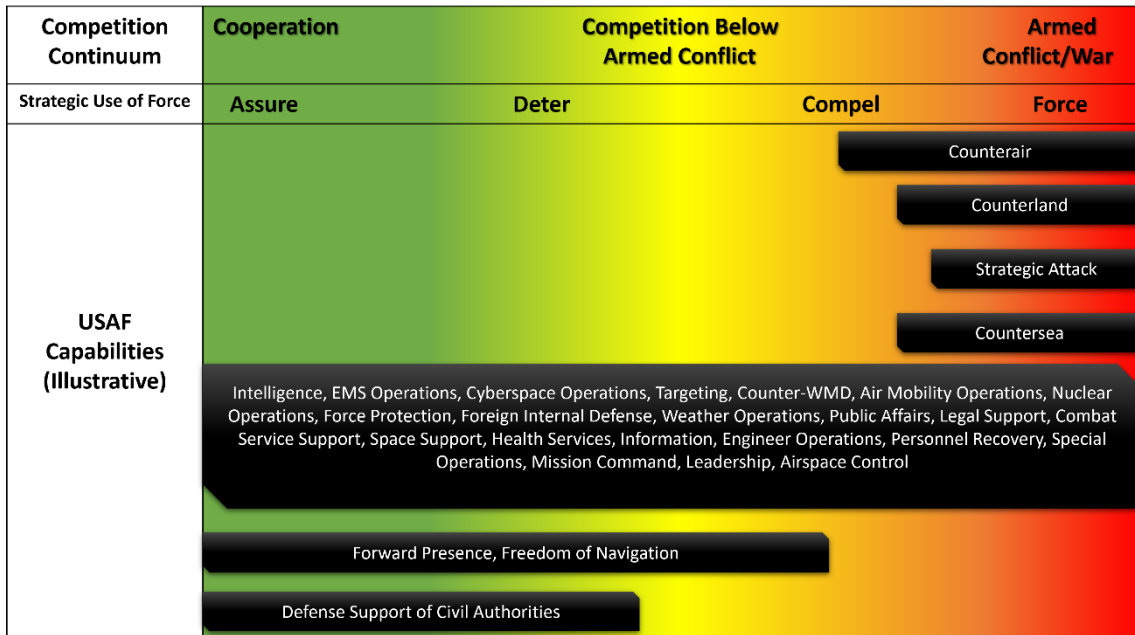 Competition
Continuum
Cooperation
Competition Below
Armed Conflict
Armed
Conflict/War
Strategic Use of Force
Assure
Deter
Compel
Force
USAF
Capabilities
(Illustrative)
Counterair
Counterland
Strategic Attack
Countersea
Intelligence, EMS Operations, Cyberspace Operations, Targeting, Counter-WMD, Air Mobility Operations, Nuclear
Operations, Force Protection, Foreign Internal Defense, Weather Operations, Public Affairs, Legal Support, Combat
Service Support, Space Support, Health Services, Information, Engineer Operations, Personnel Recovery, Special
Operations, Mission Command, Leadership, Airspace Control
Forward Presence, Freedom of Navigation
Defense Support of Civil Authorities